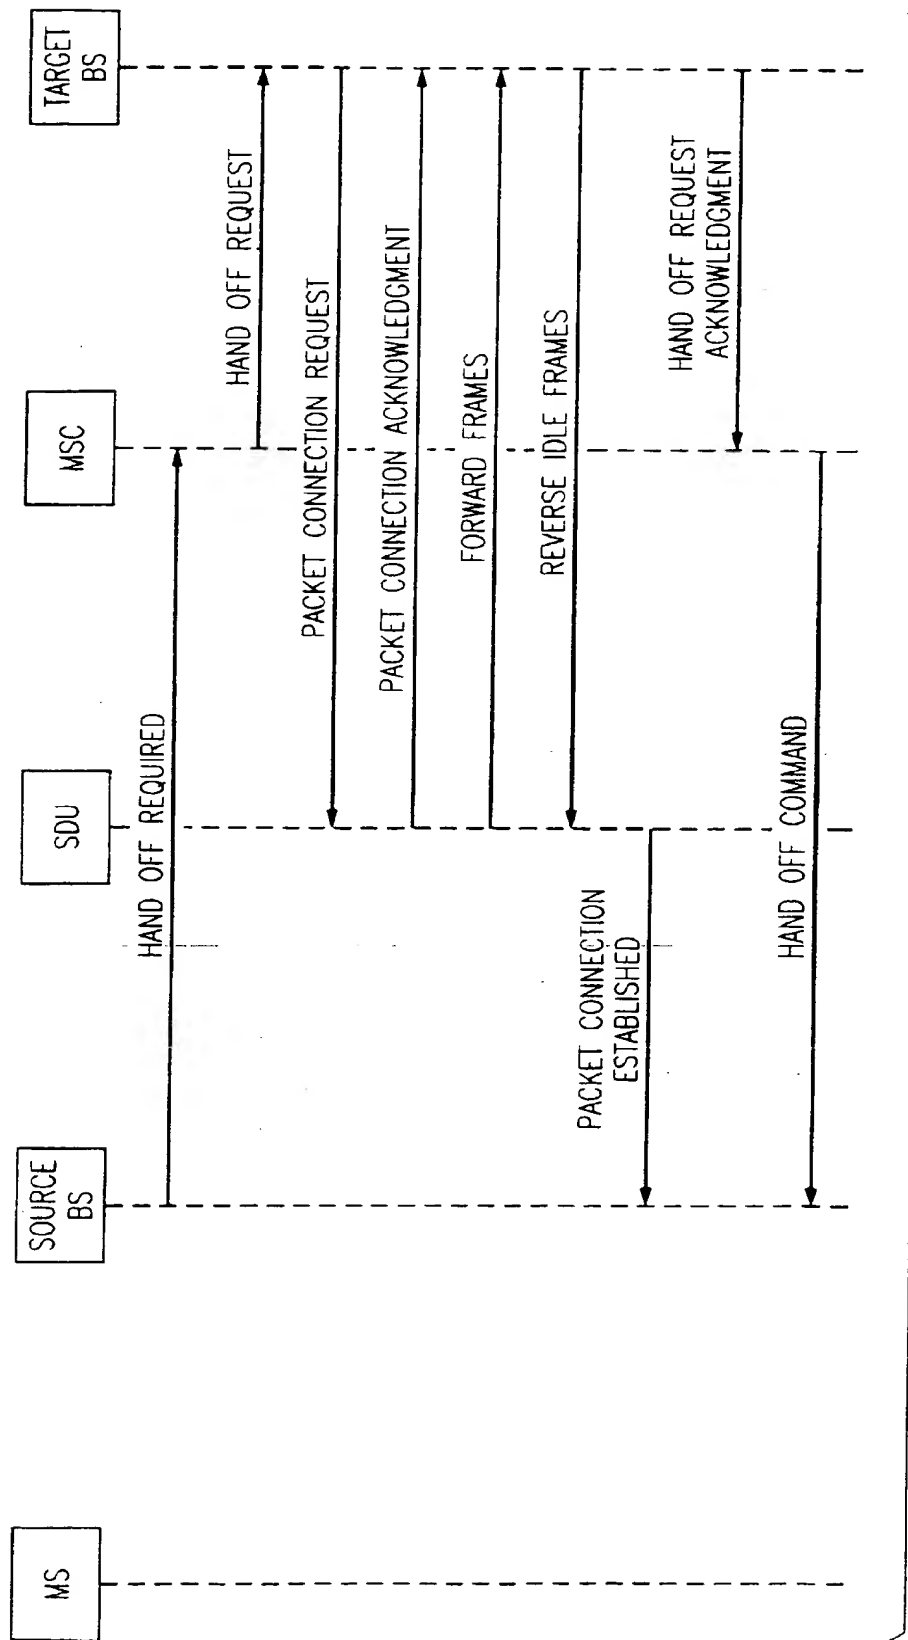 MS
SOURCE
BS
SDU
MSC
TARGET
BS
HAND OFF REQUIRED
HAND OFF REQUEST
PACKET CONNECTION REQUEST
PACKET CONNECTION ACKNOWLEDGMENT
FORWARD FRAMES
REVERSE IDLE FRAMES
PACKET CONNECTION
ESTABLISHED
HAND OFF REQUEST
ACKNOWLEDGMENT
HAND OFF COMMAND